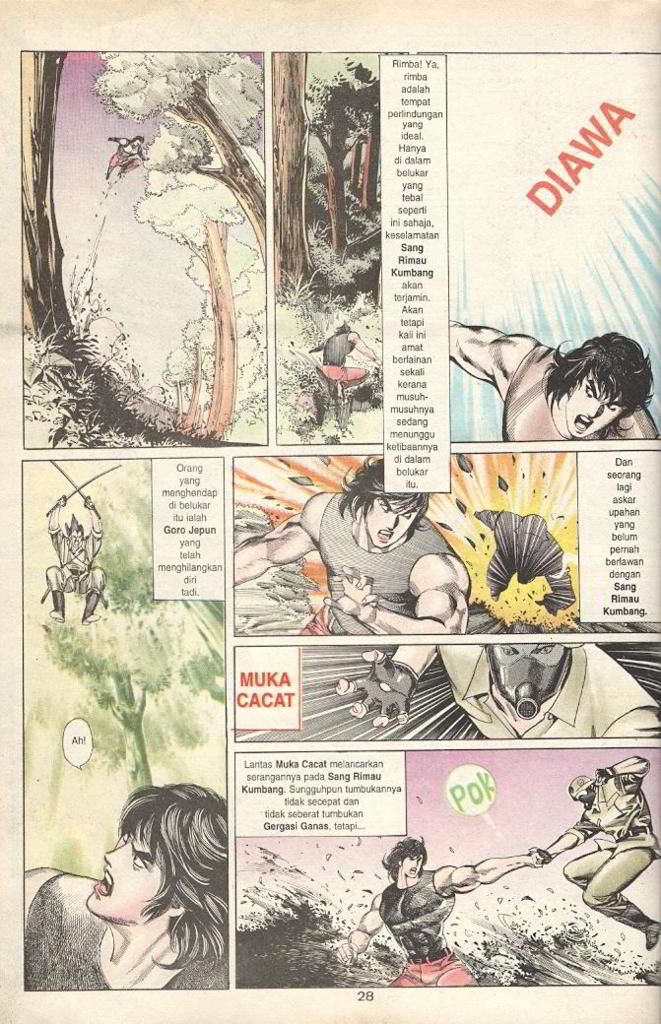 Rimba! Ya,
rimba
adalah
tempat
perlindungan
yang
ideal.
Hanya
di dalam
belukar
yang
tebal
seperti
ini sahaja,
keselamatan
Sang
Rimau
Kumbang
akan
terjamin.
Akan
tetapi
kali ini
amat
berlainan
sekali
kerana
musuh-
musuhnya
sedang
menunggu
ketibaannya
di dalam
belukar
itu.
DIAWA
Orang
yang
menghendap
di belukar
itu ialah
Goro Jepun
yang
telah
menghilangkan
diri
tadi.
Ah!
Dan
seorang
lagi
askar
upahan
yang
belum
pernah
berlawan
dengan
Sang
Rimau
Kumbang.
MUKA
CACAT
Lantas Muka Cacat melancarkan
serangannya pada Sang Rimau
Kumbang. Sungguhpun tumbukannya
tidak secepat dan
tidak seberat tumbukan
Gergasi Ganas, tetapi...
POK
28